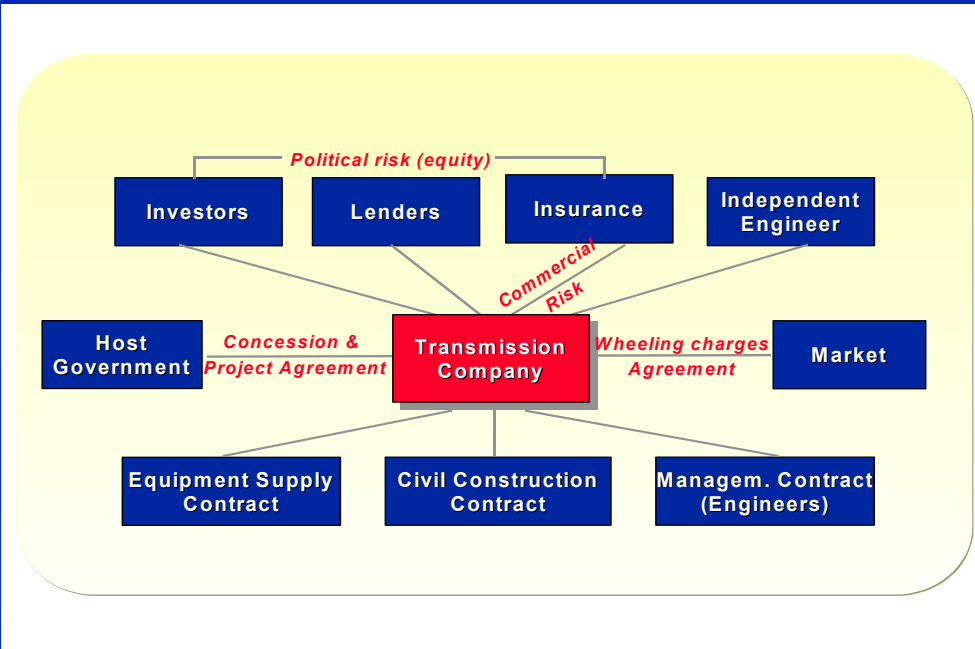 Political risk (equity)
Investors
Lenders
Insurance
Independent
Engineer
Commercial
Risk
Host
Government
Concession &
Project Agreement
Transmission
Company
Wheeling charges
Agreement
Market
Equipment Supply
Contract
Civil Construction
Contract
Managem. Contract
(Engineers)